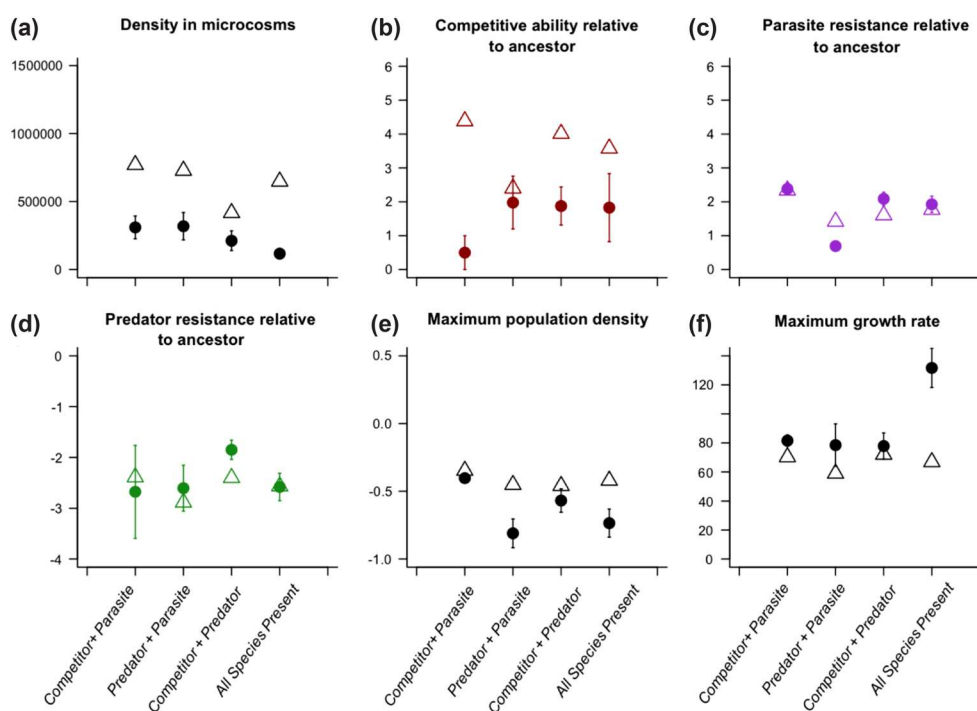 (a) Density in microcosms
1500000
1000000
500000
0
(b) Competitive ability relative
to ancestor
6
5
4
3
2
1
0
(c) Parasite resistance relative
to ancestor
6
5
4
3
2
1
0
(d) Predator resistance relative
to ancestor
0
-1
-2
-3
-4
Competitor+ Parasite
Predator + Parasite
Competitor + Predator
All Species Present
(e) Maximum population density
0.5
0.0
-0.5
-1.0
Competitor+ Parasite
Predator + Parasite
Competitor + Predator
All Species Present
(f) Maximum growth rate
120
80
60
40
20
0
Competitor+ Parasite
Predator + Parasite
Competitor + Predator
All Species Present